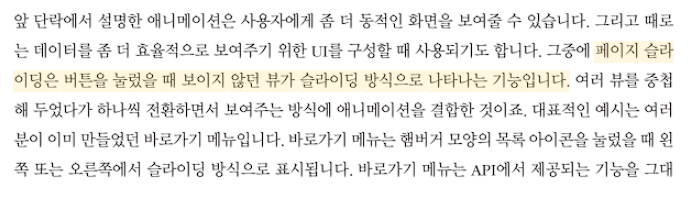 앞 단락에서 설명한 애니메이션은 사용자에게 좀 더 동적인 화면을 보여줄 수 있습니다. 그리고 때로
는 데이터를 좀 더 효율적으로 보여주기 위한 UI를 구성할 때 사용되기도 합니다. 그중에 페이지 슬라
이딩은 버튼을 눌렀을 때 보이지 않던 뷰가 슬라이딩 방식으로 나타나는 기능입니다. 여러 뷰를 중첩
해 두었다가 하나씩 전환하면서 보여주는 방식에 애니메이션을 결합한 것이죠. 대표적인 예시는 여러
분이 이미 만들었던 바로가기 메뉴입니다. 바로가기 메뉴는 햄버거 모양의 목록 아이콘을 눌렀을 때 왼
쪽 또는 오른쪽에서 슬라이딩 방식으로 표시됩니다. 바로가기 메뉴는 API에서 제공되는 기능을 그대